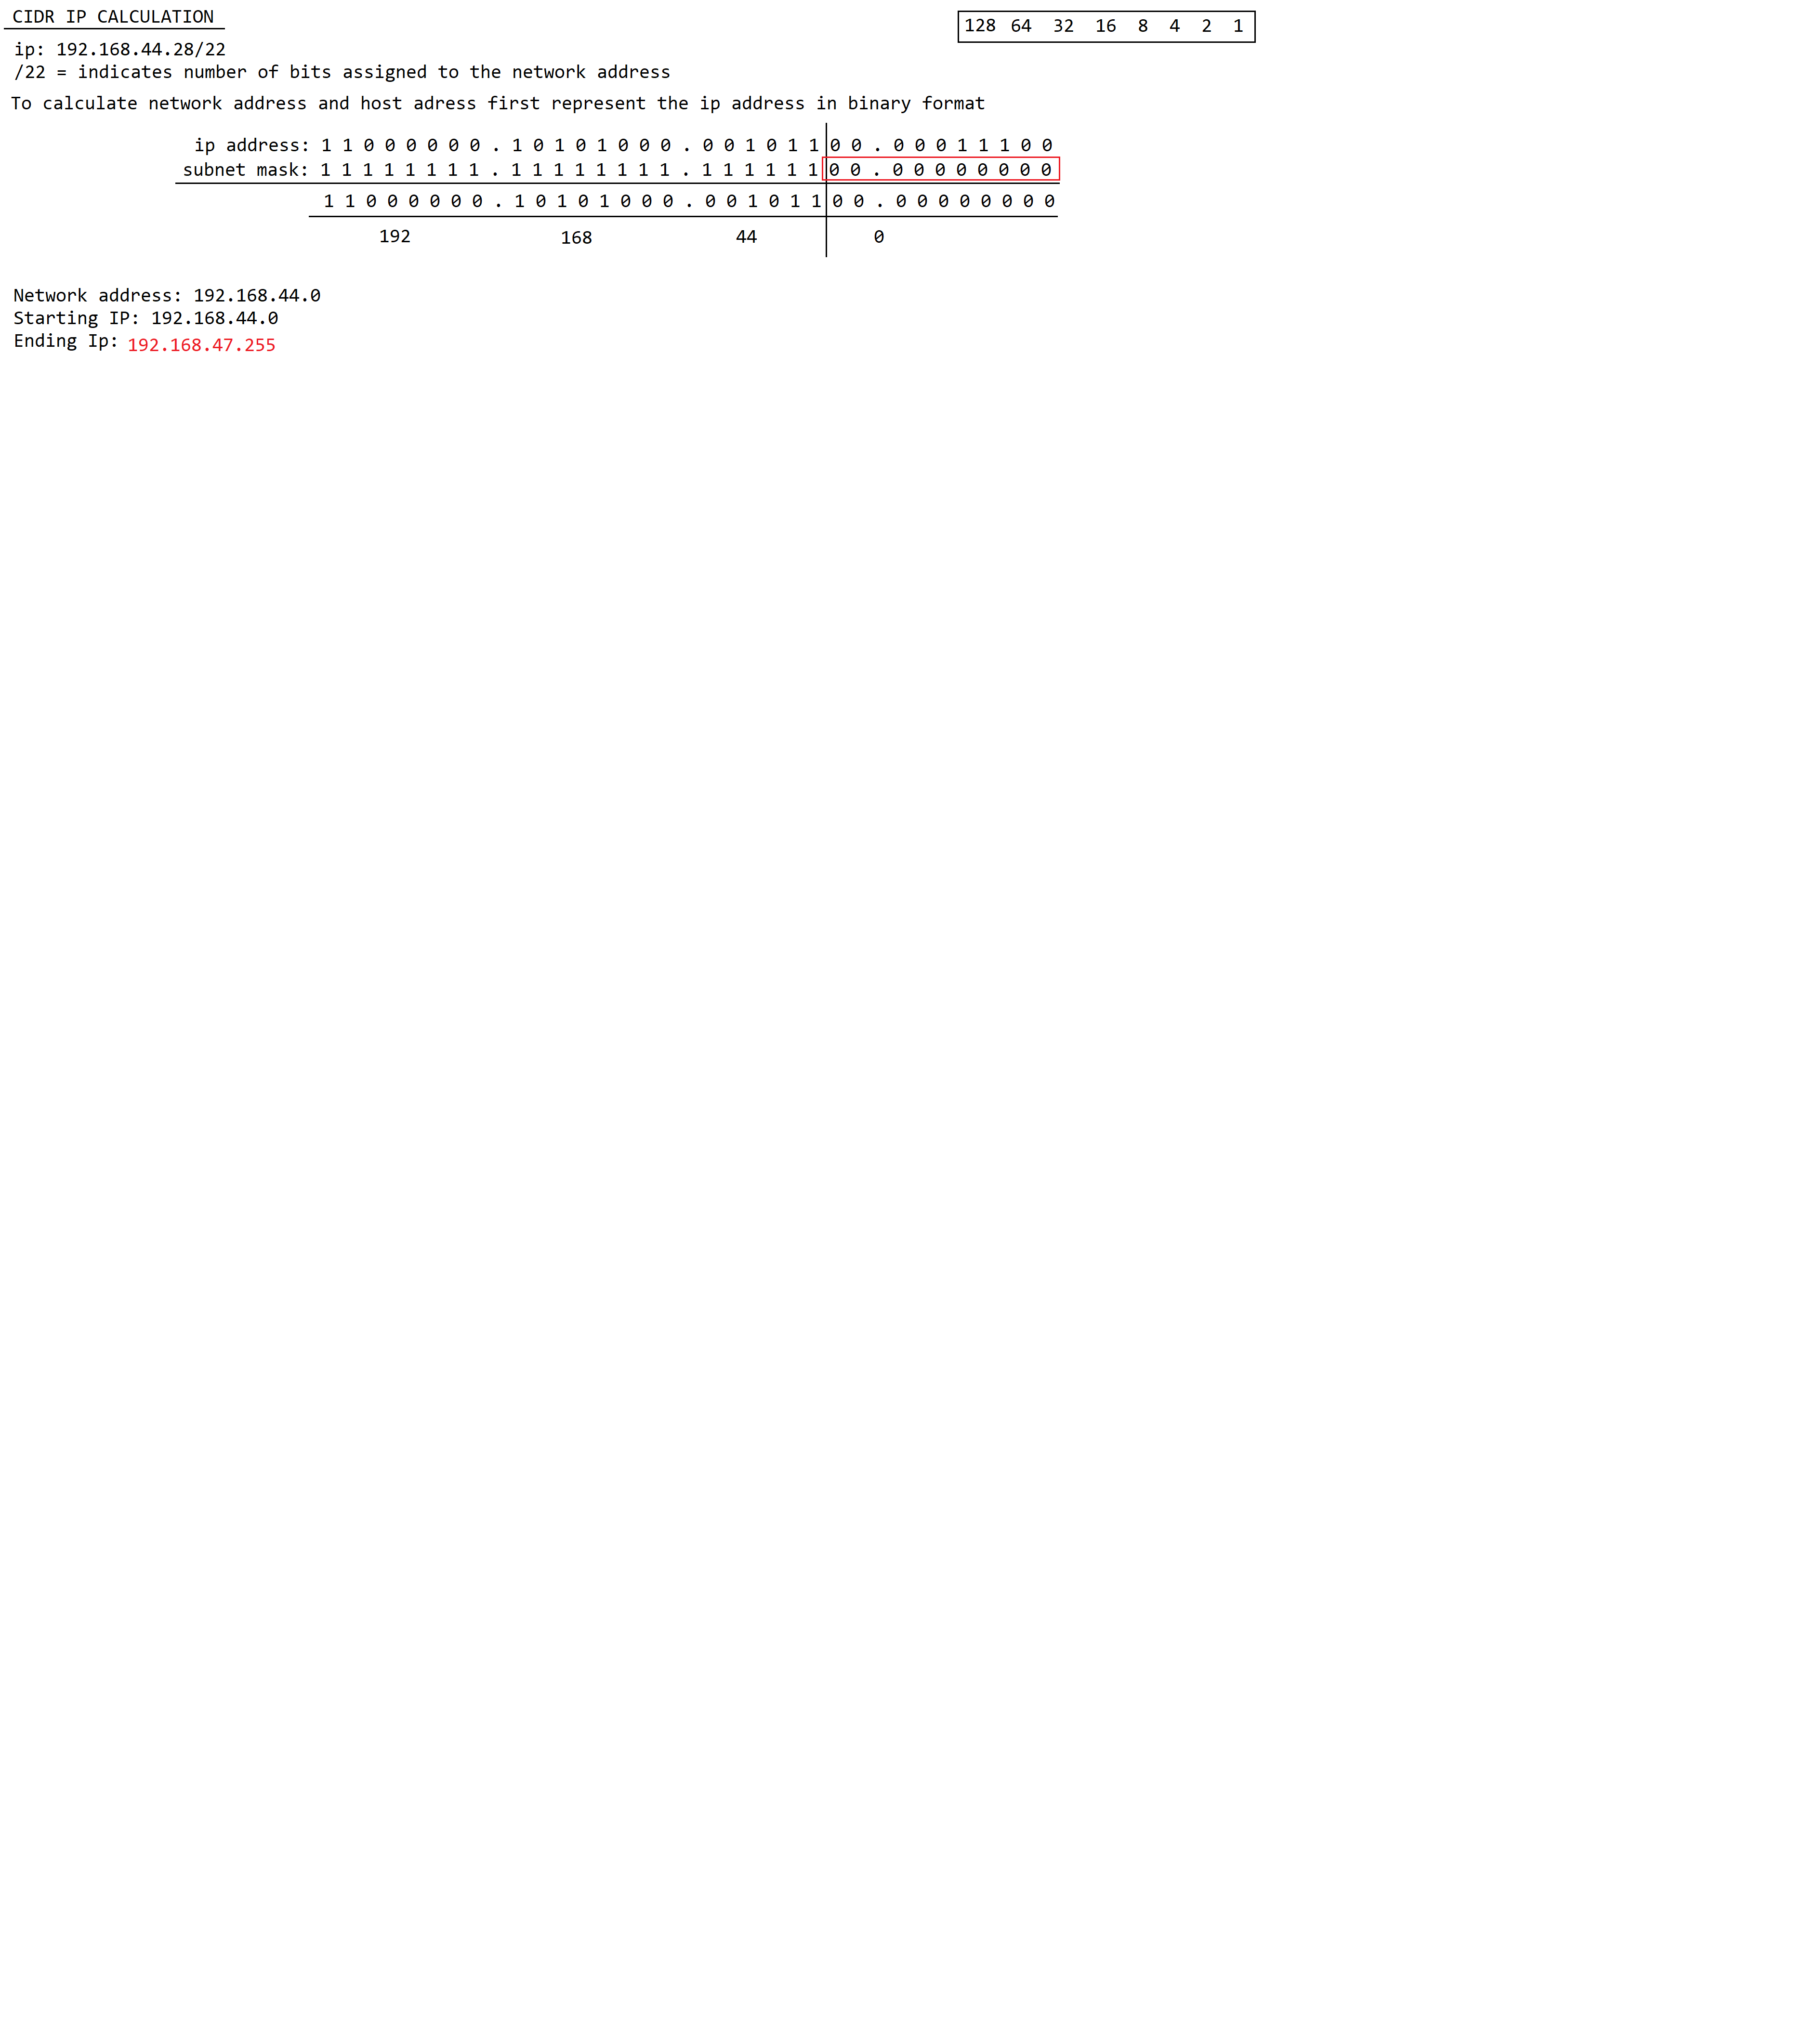 CIDR IP CALCULATION
128 64 32 16 8 4 2 1
ip: 192.168.44.28/22
/22 = indicates number of bits assigned to the network address
To calculate network address and host adress first represent the ip address in binary format
ip address: 1 1 0 0 0 0 0 0 . 1 0 1 0 1 0 0 0 . 0 0 1 0 1 1 0 0 . 0 0 0 1 1 1 0 0
subnet mask: 1 1 1 1 1 1 1 1 . 1 1 1 1 1 1 1 1 . 1 1 1 1 1 1 0 0 . 0 0 0 0 0 0 0 0
1 1 0 0 0 0 0 0 . 1 0 1 0 1 0 0 0 . 0 0 1 0 1 1 0 0 . 0 0 0 0 0 0 0 0
192 168 44 0
Network address: 192.168.44.0
Starting IP: 192.168.44.0
Ending Ip: 192.168.47.255